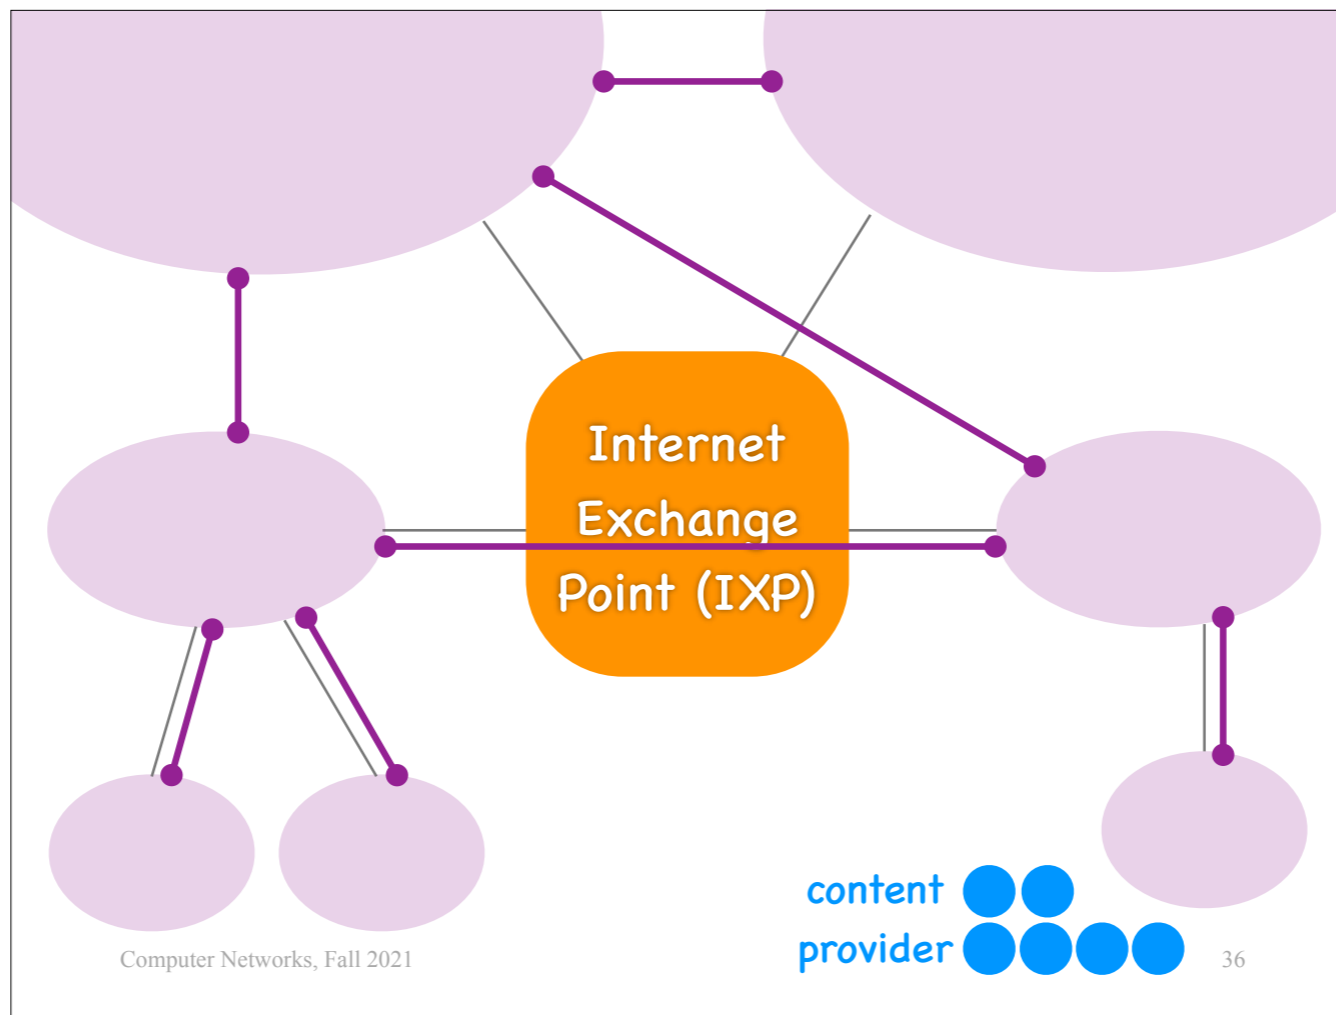 Internet
Exchange
Point (IXP)
content
provider
Computer Networks, Fall 2021
36